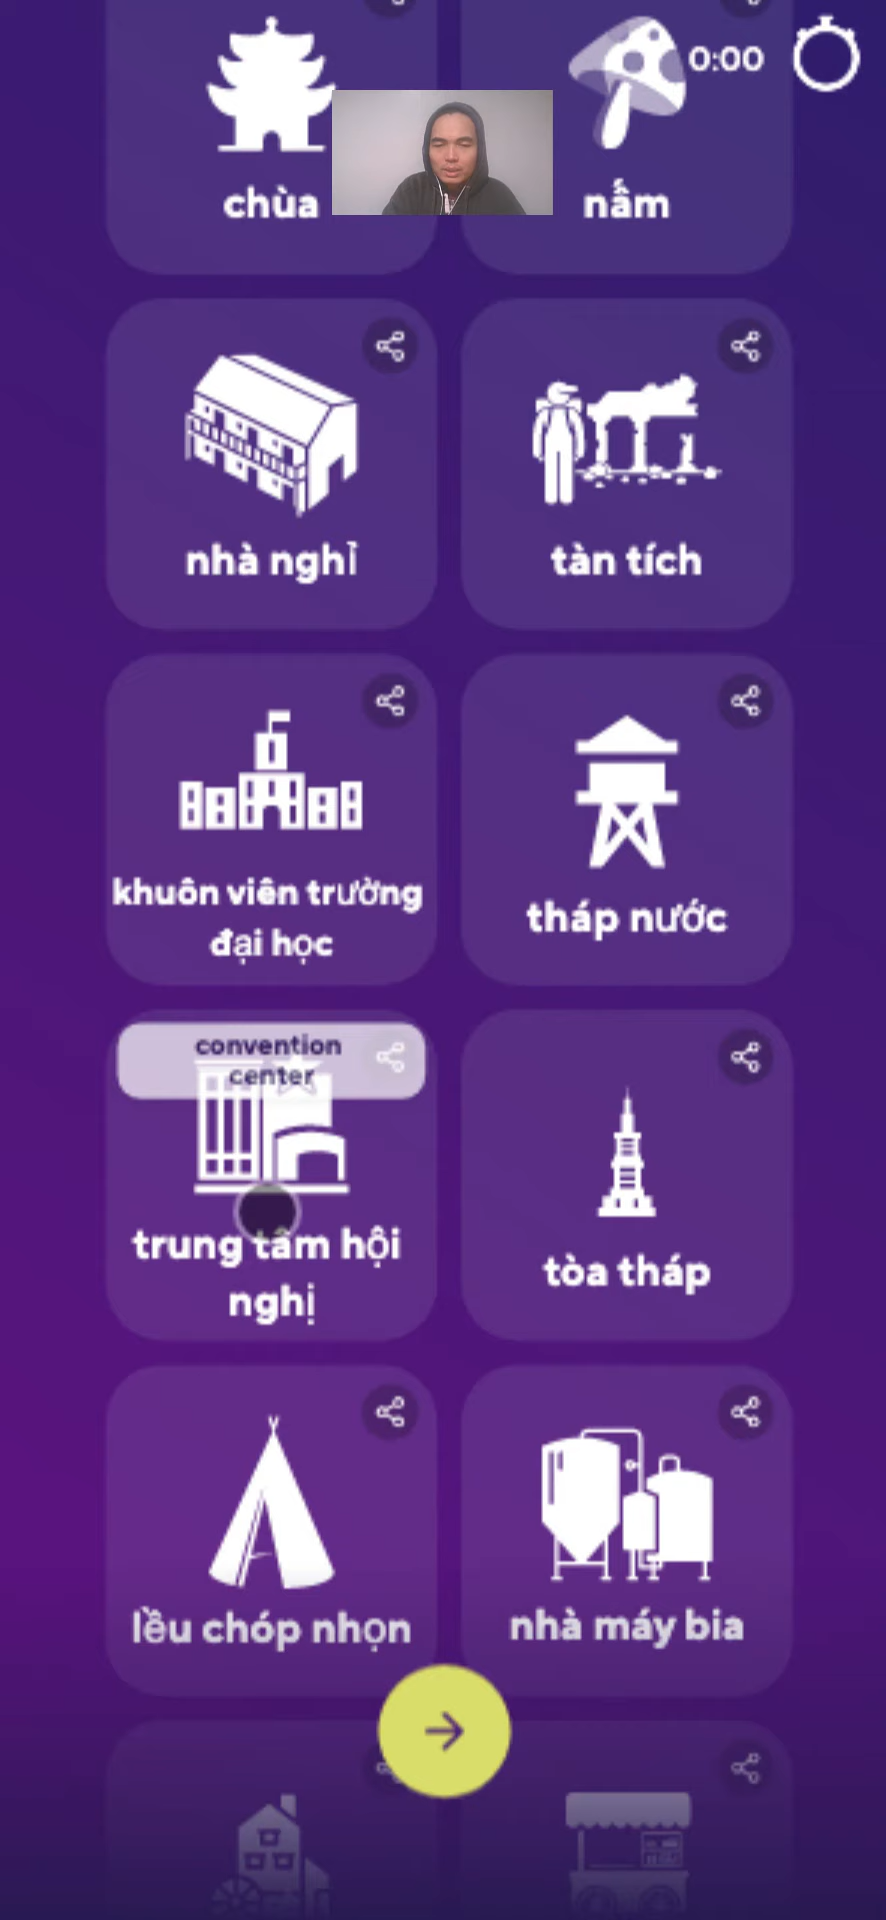 0:00
chùa
nấm
nhà nghỉ
tàn tích
khuôn viên trường
đại học
tháp nước
convention
center
trung tâm hội
nghị
tòa tháp
lều chóp nhọn
nhà máy bia